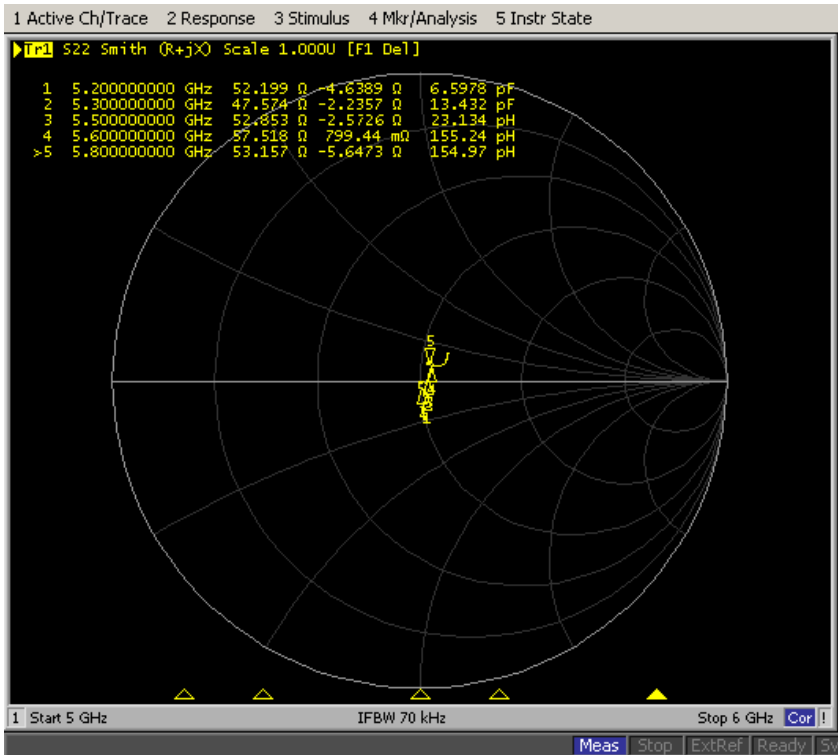 1 Active Ch/Trace 2 Response 3 Stimulus 4 Mkr/Analysis 5 Instr State
Tr1 S22 Smith (R+jX) Scale 1.000U [F1 Del]
1 5.200000000 GHz 52.199 Ω -4.6389 Ω 6.5978 pF
2 5.300000000 GHz 47.574 Ω -2.2357 Ω 13.432 pF
3 5.500000000 GHz 52.853 Ω -2.5726 Ω 23.134 pH
4 5.600000000 GHz 57.518 Ω 799.44 mΩ 155.24 pH
>5 5.800000000 GHz 53.157 Ω -5.6473 Ω 154.97 pH
5
1 Start 5 GHz IFBW 70 kHz Stop 6 GHz Cor !
Meas Stop ExtRef Ready